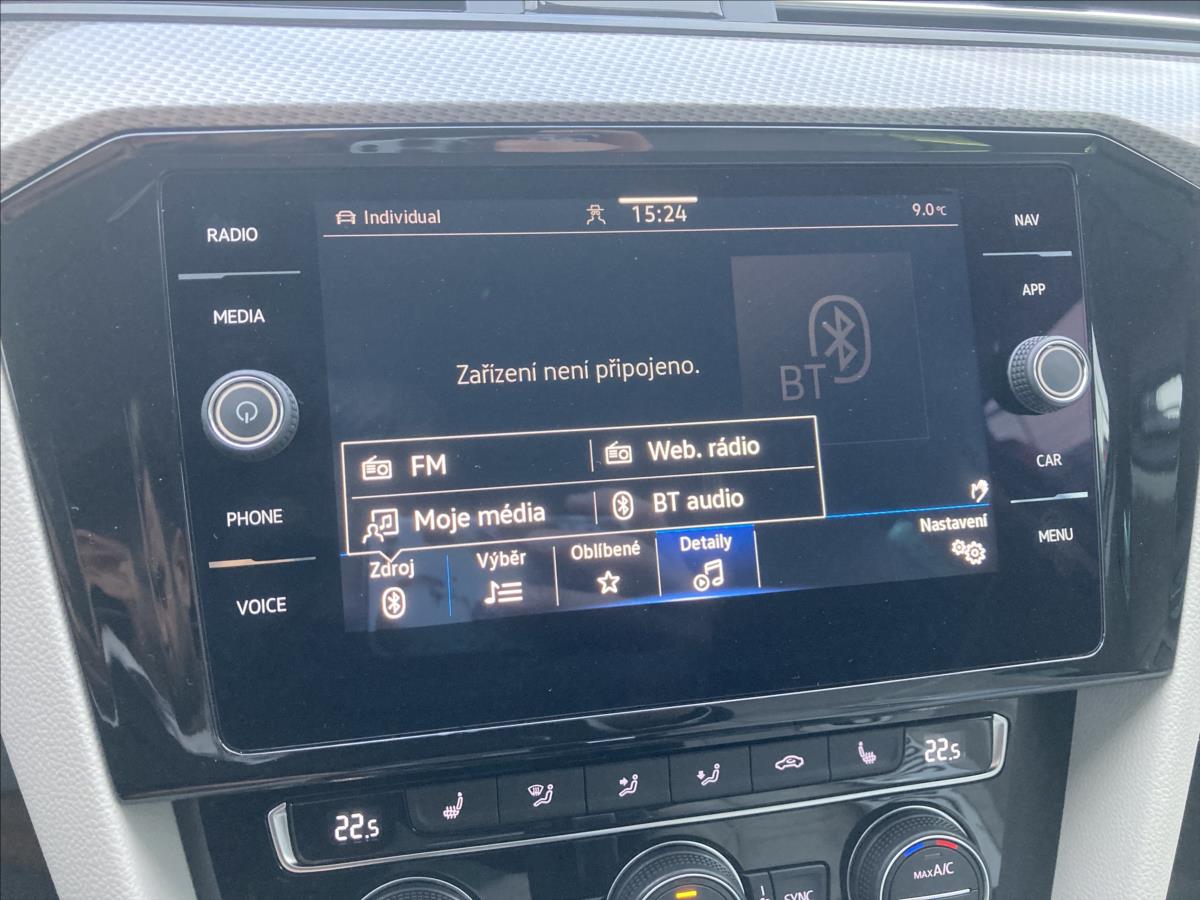 RADIO
MEDIA
PHONE
VOICE
Individual
15:24
9.0°C
Zařízení není připojeno.
BT
FM
Web. rádio
Moje média
BT audio
Zdroj
Výběr
Oblíbené
Detaily
Nastavení
NAV
APP
CAR
MENU
22.5
22.5
MAX A/C
SYNC